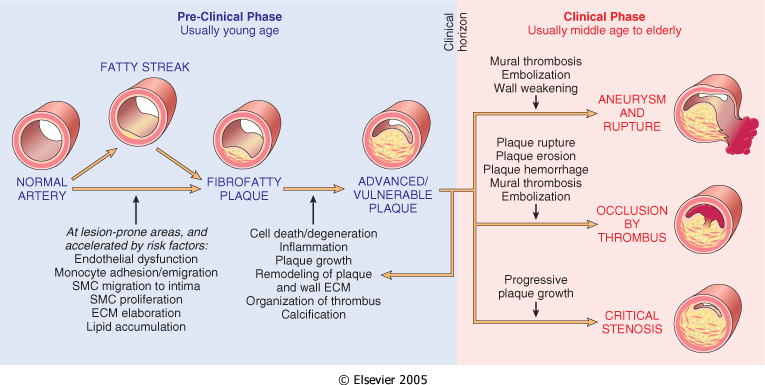 Pre-Clinical Phase
Usually young age
Clinical
horizon
Clinical Phase
Usually middle age to elderly
FATTY STREAK
NORMAL
ARTERY
FIBROFATTY
PLAQUE
ADVANCED/
VULNERABLE
PLAQUE
At lesion-prone areas, and
accelerated by risk factors:
Endothelial dysfunction
Monocyte adhesion/emigration
SMC migration to intima
SMC proliferation
ECM elaboration
Lipid accumulation
Cell death/degeneration
Inflammation
Plaque growth
Remodeling of plaque
and wall ECM
Organization of thrombus
Calcification
Mural thrombosis
Embolization
Wall weakening
ANEURYSM
AND
RUPTURE
Plaque rupture
Plaque erosion
Plaque hemorrhage
Mural thrombosis
Embolization
OCCLUSION
BY
THROMBUS
Progressive
plaque growth
CRITICAL
STENOSIS
© Elsevier 2005